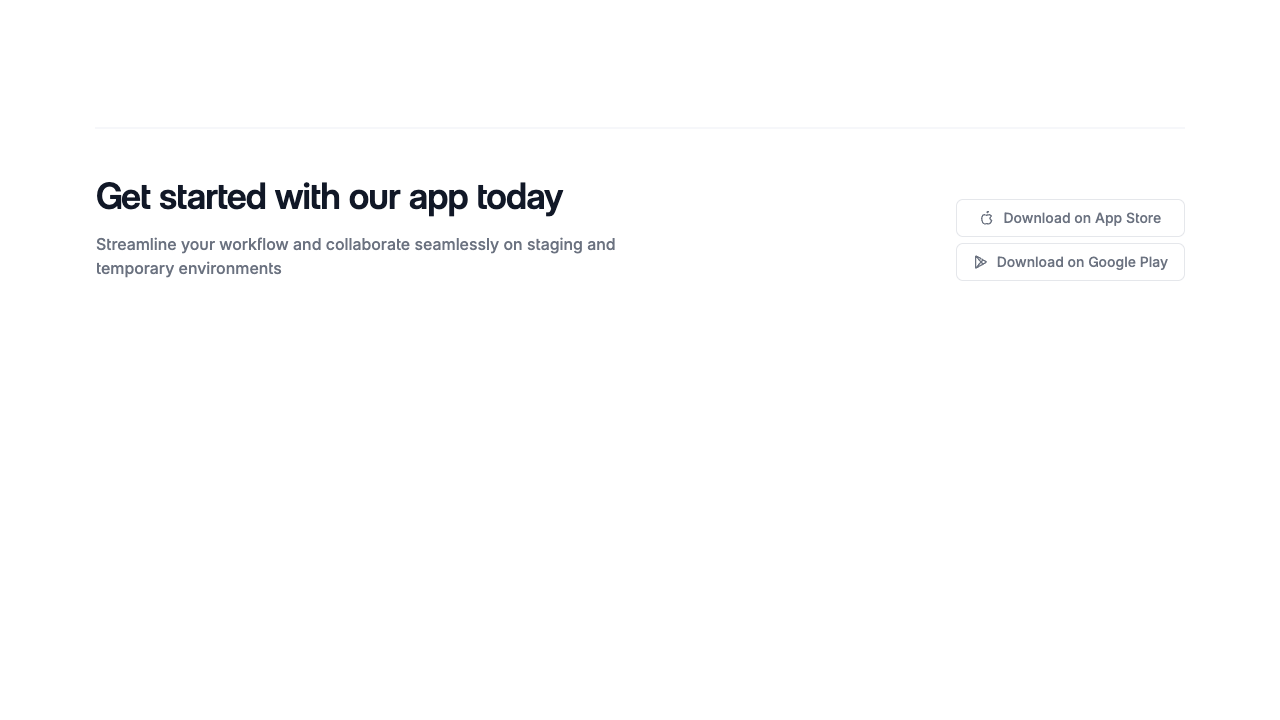 Get started with our app today
Streamline your workflow and collaborate seamlessly on staging and
temporary environments
Download on App Store
Download on Google Play